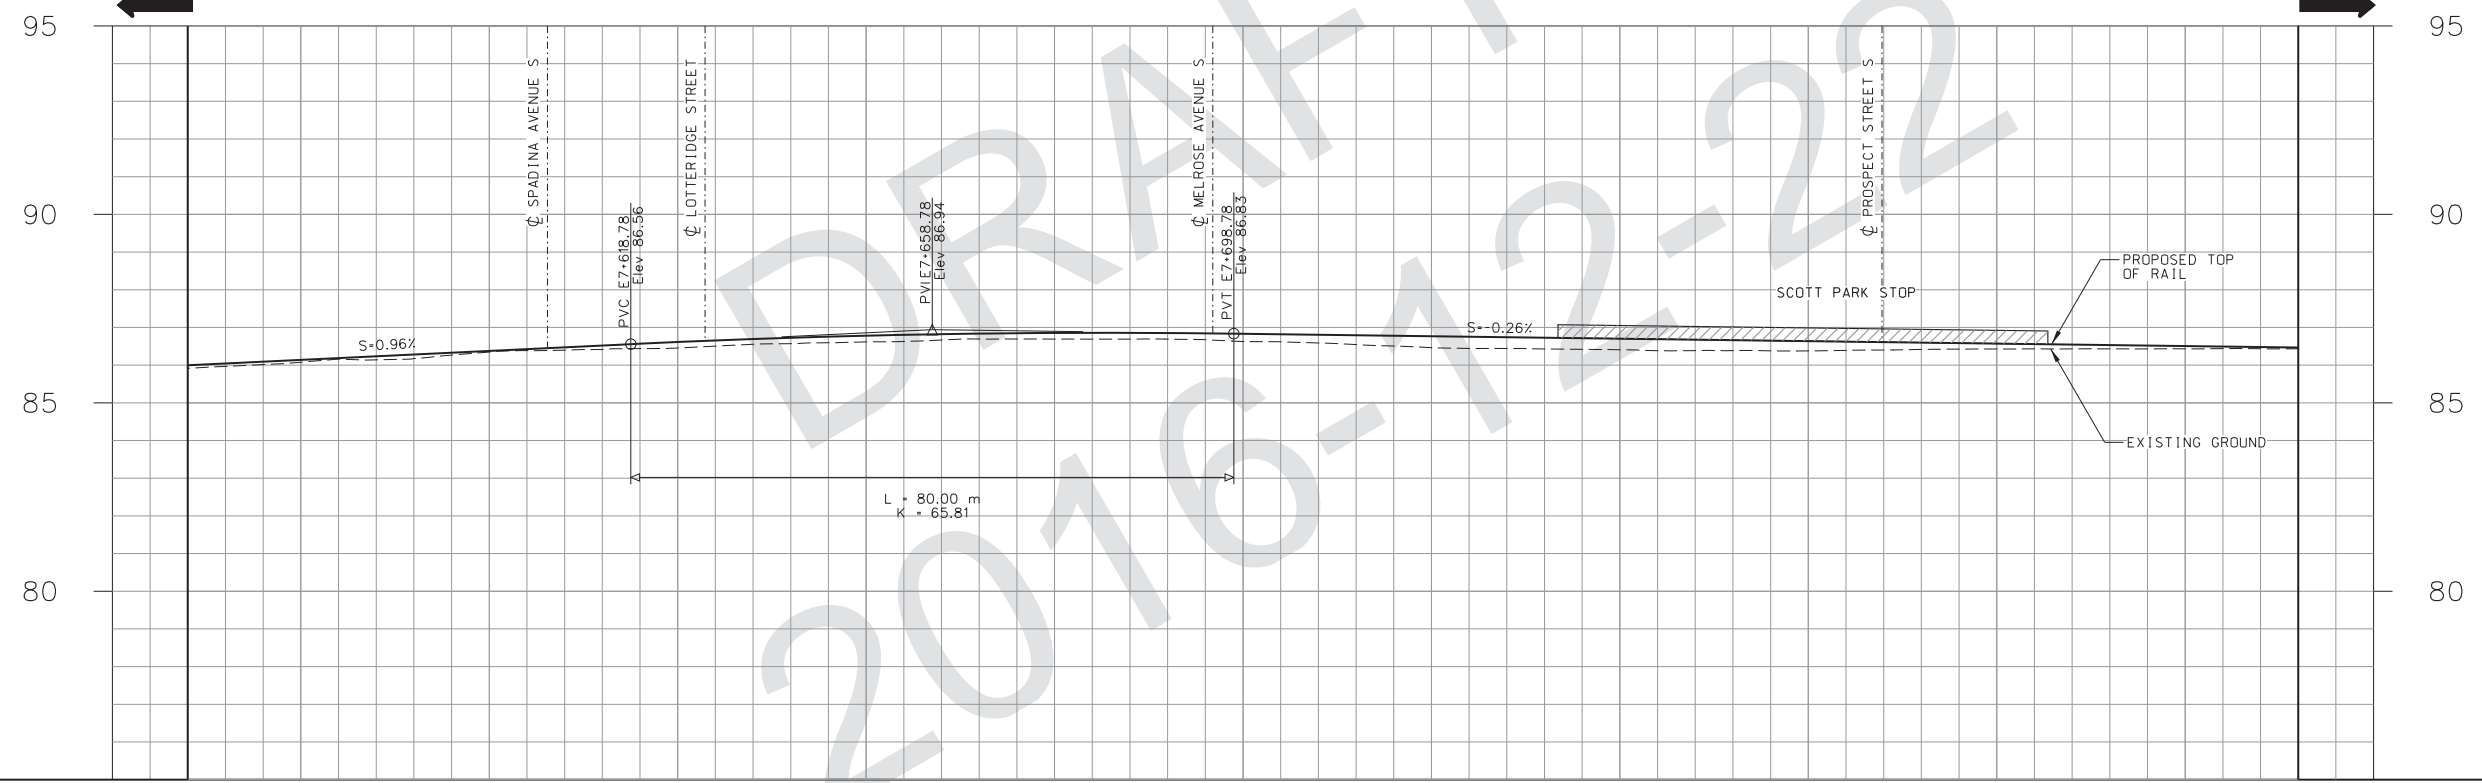 95
95
℄ SPADINA AVENUE S
℄ LOTTERIDGE STREET
℄ MELROSE AVENUE S
℄ PROSPECT STREET S
90
90
PVC E7+618.78
Elev 86.56
PVI E7+658.78
Elev 86.94
PVT E7+698.78
Elev 86.83
PROPOSED TOP
OF RAIL
SCOTT PARK STOP
S=0.96%
S=-0.26%
85
85
EXISTING GROUND
L = 80.00 m
K = 65.81
80
80
DRAFT
2016-12-22